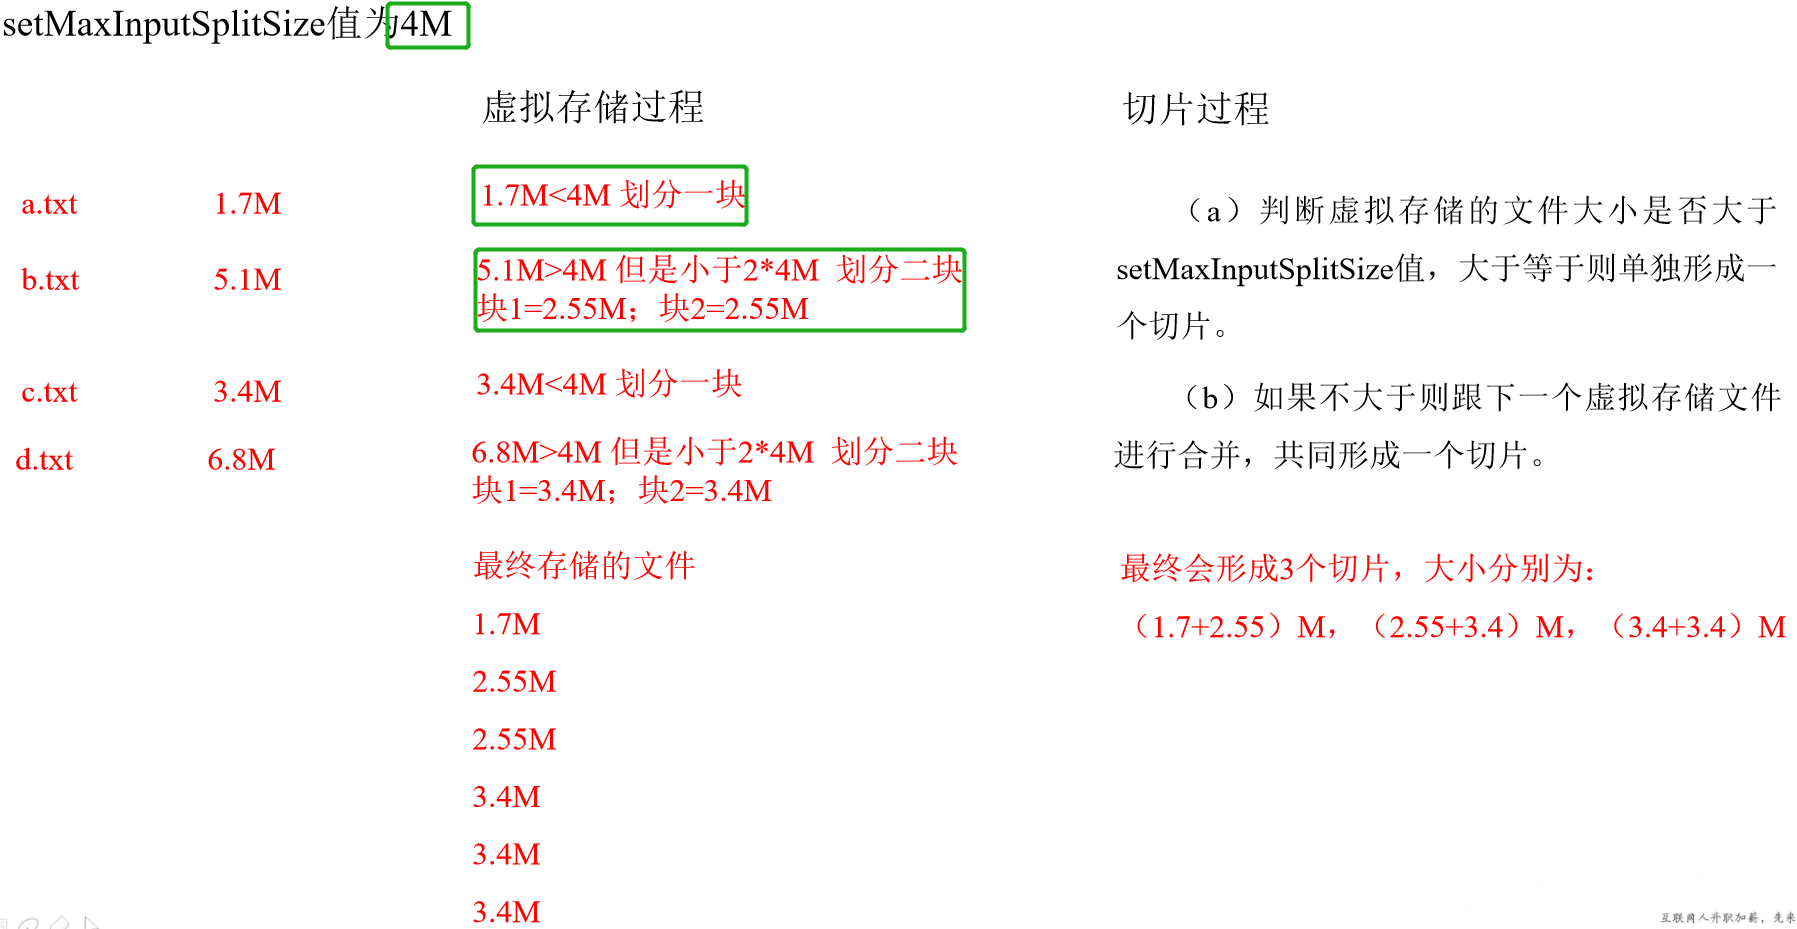 setMaxInputSplitSize值为4M
虚拟存储过程
切片过程
a.txt 1.7M 1.7M<4M 划分一块
b.txt 5.1M 5.1M>4M 但是小于2*4M 划分二块
块1=2.55M；块2=2.55M
c.txt 3.4M 3.4M<4M 划分一块
d.txt 6.8M 6.8M>4M 但是小于2*4M 划分二块
块1=3.4M；块2=3.4M
最终存储的文件
1.7M
2.55M
2.55M
3.4M
3.4M
3.4M
（a）判断虚拟存储的文件大小是否大于
setMaxInputSplitSize值，大于等于则单独形成一
个切片。
（b）如果不大于则跟下一个虚拟存储文件
进行合并，共同形成一个切片。
最终会形成3个切片，大小分别为：
（1.7+2.55）M，（2.55+3.4）M，（3.4+3.4）M
互联网人升职加薪，先来